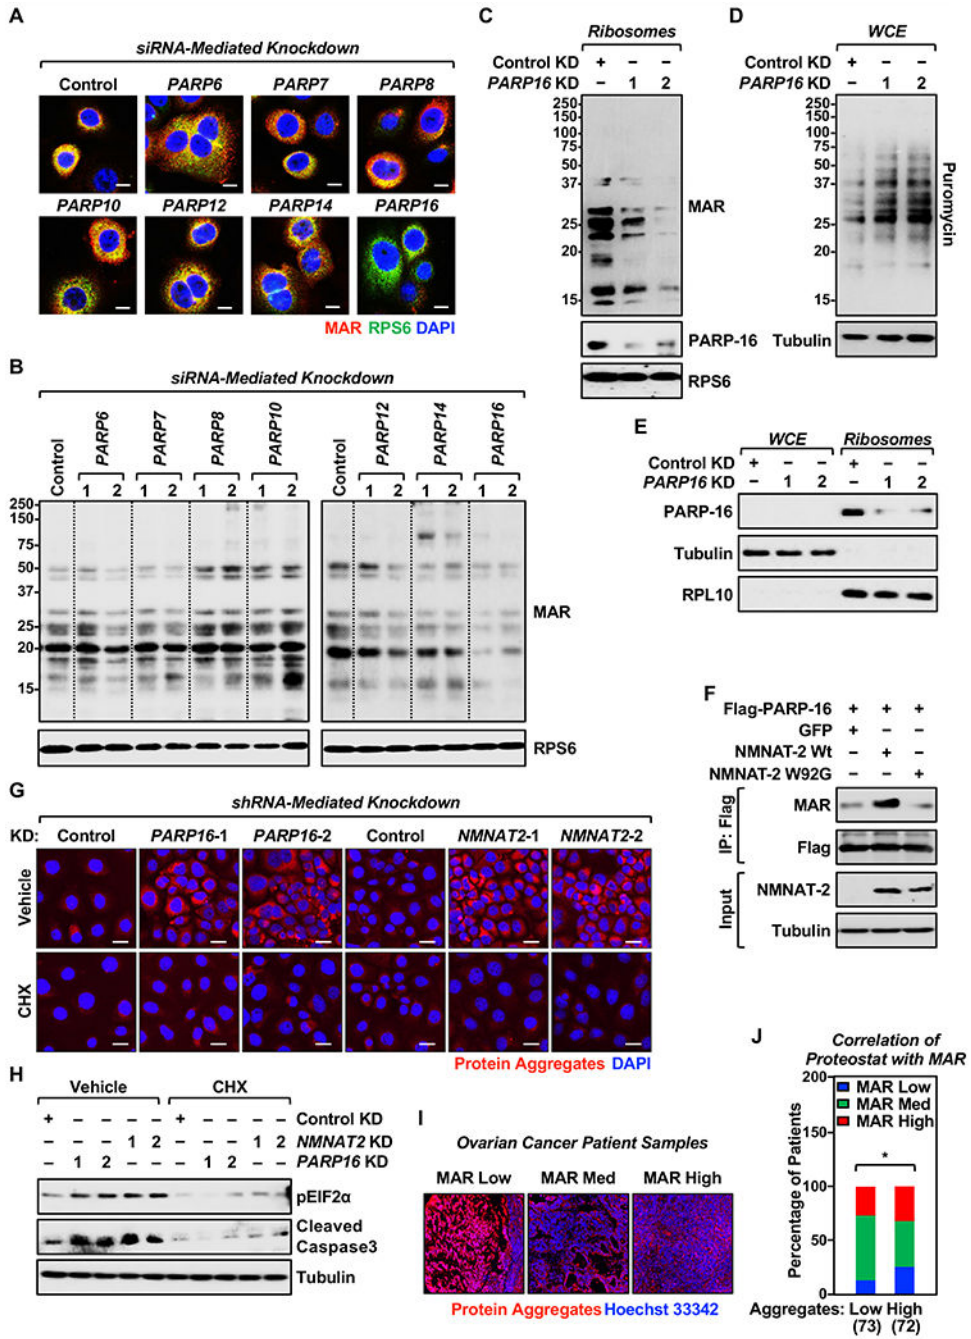 A
siRNA-Mediated Knockdown
Control PARP6 PARP7 PARP8
PARP10 PARP12 PARP14 PARP16
MAR RPS6 DAPI
B
siRNA-Mediated Knockdown
Control PARP6 PARP7 PARP8 PARP10 Control PARP12 PARP14 PARP16
1 2 1 2 1 2 1 2 1 2 1 2 1 2
250
150
75
50
37
25
20
15
MAR
RPS6
C
Ribosomes
Control KD + – –
PARP16 KD – 1 2
250
150
100
75
50
37
25
20
15
MAR
PARP-16
RPS6
D
WCE
Control KD + – –
PARP16 KD – 1 2
250
150
100
75
50
37
25
20
15
Puromycin
Tubulin
E
WCE Ribosomes
Control KD + – – + – –
PARP16 KD – 1 2 – 1 2
PARP-16
Tubulin
RPL10
F
Flag-PARP-16 + + +
GFP + – –
NMNAT-2 Wt – + –
NMNAT-2 W92G – – +
IP: Flag
MAR
Flag
Input
NMNAT-2
Tubulin
G
shRNA-Mediated Knockdown
KD: Control PARP16-1 PARP16-2 Control NMNAT2-1 NMNAT2-2
Vehicle
CHX
Protein Aggregates DAPI
H
Vehicle CHX
+ – – – – + – – – – Control KD
– – – 1 2 – – – 1 2 NMNAT2 KD
– 1 2 – – – 1 2 – – PARP16 KD
pEIF2α
Cleaved
Caspase3
Tubulin
I
Ovarian Cancer Patient Samples
MAR Low MAR Med MAR High
Protein Aggregates Hoechst 33342
J
Correlation of
Proteostat with MAR
Percentage of Patients
200
150
100
50
0
MAR Low
MAR Med
MAR High
*
Aggregates: Low High
(73) (72)